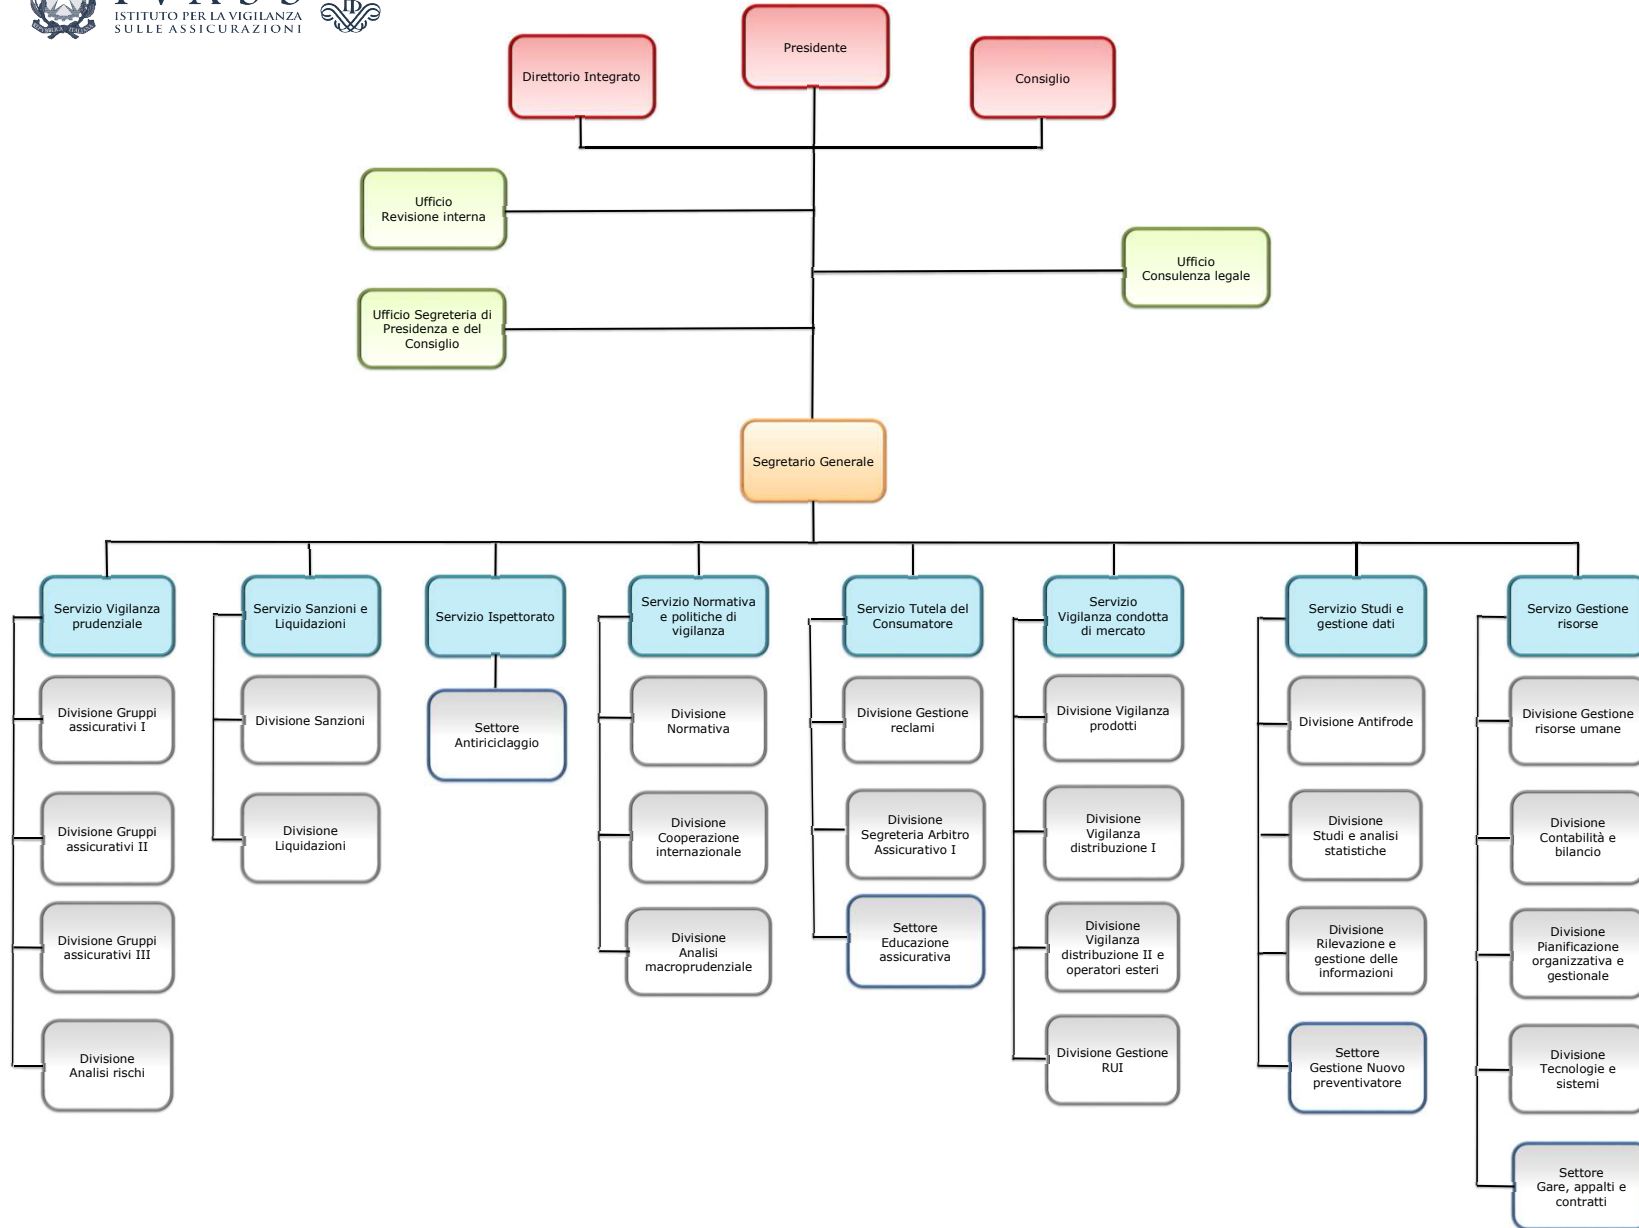 ISTITUTO PER LA VIGILANZA
SULLE ASSICURAZIONI
Presidente
Direttorio Integrato
Consiglio
Ufficio
Revisione interna
Ufficio
Consulenza legale
Ufficio Segreteria di
Presidenza e del
Consiglio
Segretario Generale
Servizio Vigilanza
prudenziale
Servizio Sanzioni e
Liquidazioni
Servizio Ispettorato
Servizio Normativa
e politiche di
vigilanza
Servizio Tutela del
Consumatore
Servizio
Vigilanza condotta
di mercato
Servizio Studi e
gestione dati
Servizo Gestione
risorse
Divisione Gruppi
assicurativi I
Divisione Gruppi
assicurativi II
Divisione Gruppi
assicurativi III
Divisione
Analisi rischi
Divisione Sanzioni
Divisione
Liquidazioni
Settore
Antiriciclaggio
Divisione
Normativa
Divisione
Cooperazione
internazionale
Divisione
Analisi
macroprudenziale
Divisione Gestione
reclami
Divisione
Segreteria Arbitro
Assicurativo I
Settore
Educazione
assicurativa
Divisione Vigilanza
prodotti
Divisione
Vigilanza
distribuzione I
Divisione
Vigilanza
distribuzione II e
operatori esteri
Divisione Gestione
RUI
Divisione Antifrode
Divisione
Studi e analisi
statistiche
Divisione
Rilevazione e
gestione delle
informazioni
Settore
Gestione Nuovo
preventivatore
Divisione Gestione
risorse umane
Divisione
Contabilità e
bilancio
Divisione
Pianificazione
organizzativa e
gestionale
Divisione
Tecnologie e
sistemi
Settore
Gare, appalti e
contratti